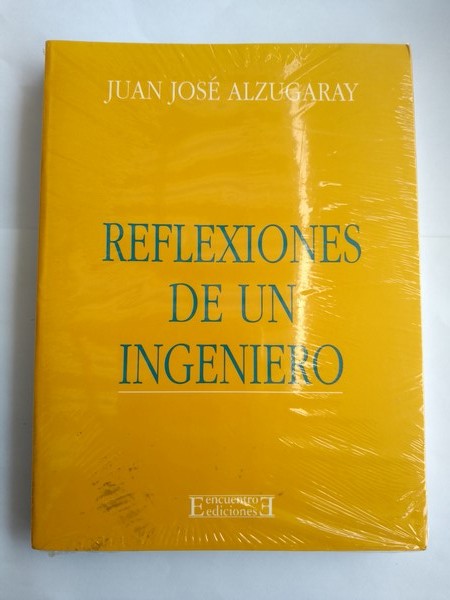 JUAN JOSÉ ALZUGARAY
REFLEXIONES
DE UN
INGENIERO
encuentro
ediciones